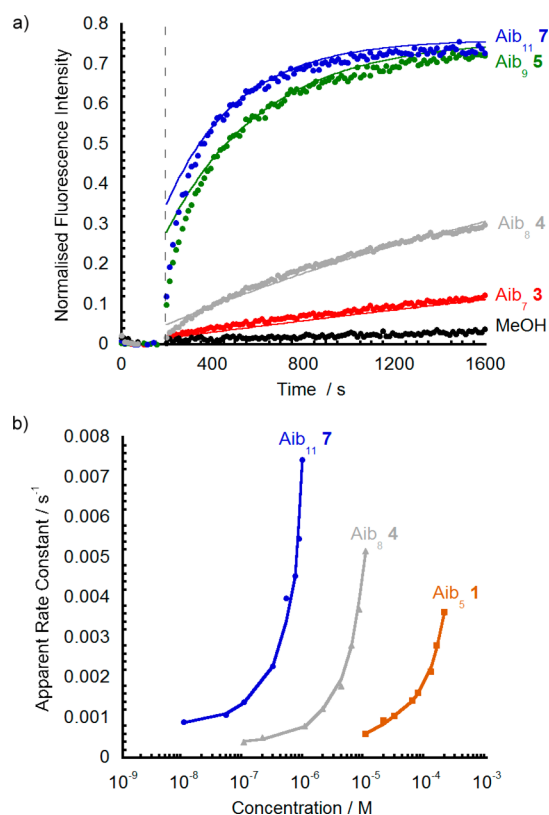 a)
0.8
0.7
0.6
0.5
0.4
0.3
0.2
0.1
0
Normalised Fluorescence Intensity
Aib₁₁ 7
Aib₉ 5
Aib₈ 4
Aib₇ 3
MeOH
0 400 800 1200 1600
Time / s
b)
0.008
0.007
0.006
0.005
0.004
0.003
0.002
0.001
0
Apparent Rate Constant / s⁻¹
Aib₁₁ 7
Aib₈ 4
Aib₅ 1
10⁻⁹ 10⁻⁸ 10⁻⁷ 10⁻⁶ 10⁻⁵ 10⁻⁴ 10⁻³
Concentration / M